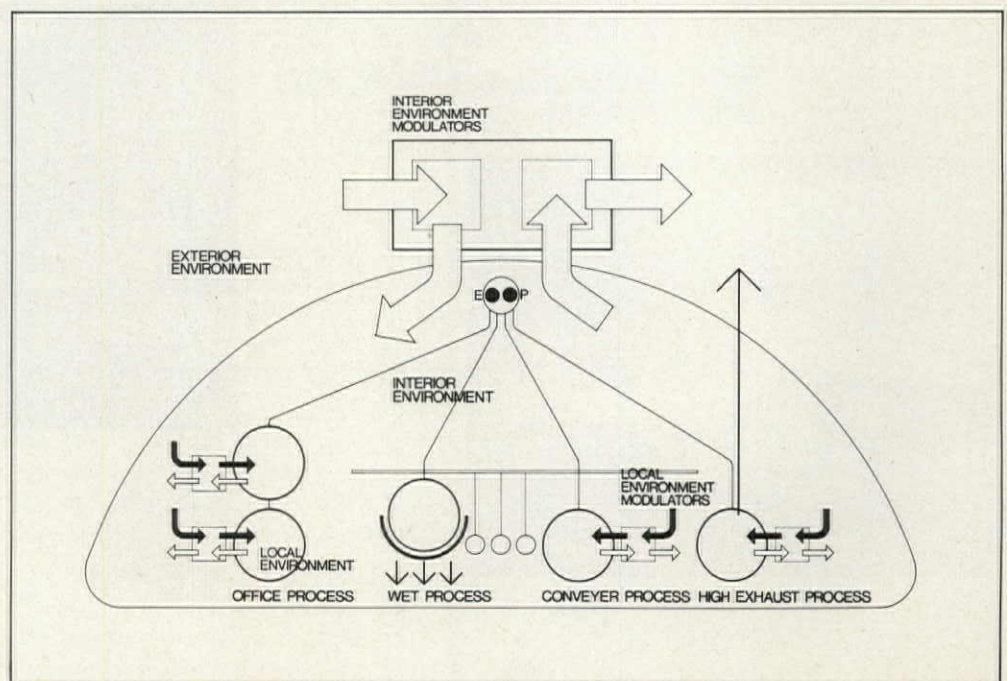 INTERIOR
ENVIRONMENT
MODULATORS
EXTERIOR
ENVIRONMENT
E P
INTERIOR
ENVIRONMENT
LOCAL
ENVIRONMENT
MODULATORS
LOCAL
ENVIRONMENT
OFFICE PROCESS
WET PROCESS
CONVEYER PROCESS
HIGH EXHAUST PROCESS